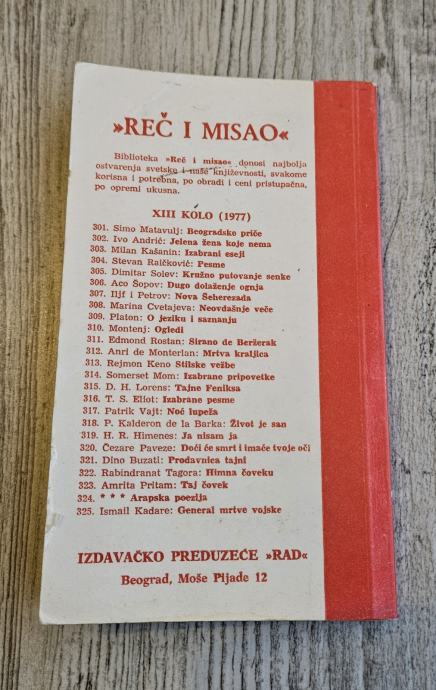 »REČ I MISAO«
Biblioteka »Reč i misao« donosi najbolja
ostvarenja svetske i naše književnosti, svakome
korisna i potrebna, po obradi i ceni pristupačna,
po opremi ukusna.
XIII KOLO (1977)
301. Simo Matavulj: Beogradske priče
302. Ivo Andrić: Jelena žena koje nema
303. Milan Kašanin: Izabrani eseji
304. Stevan Raičković: Pesme
305. Dimitar Solev: Kružno putovanje senke
306. Aco Šopov: Dugo dolaženje ognja
307. Iljf i Petrov: Nova Šeherezada
308. Marina Cvetajeva: Neovdašnje veče
309. Platon: O jeziku i saznanju
310. Montenj: Ogledi
311. Edmond Rostan: Sirano de Beržerak
312. Anri de Monterlan: Mrtva kraljica
313. Rejmon Keno Stilske vežbe
314. Somerset Mom: Izabrane pripovetke
315. D. H. Lorens: Tajne Feniksa
316. T. S. Eliot: Izabrane pesme
317. Patrik Vajt: Noć lupeža
318. P. Kalderon de la Barka: Život je san
319. H. R. Himenes: Ja nisam ja
320. Čezare Paveze: Doći će smrt i imaće tvoje oči
321. Dino Buzati: Prodavnica tajni
322. Rabindranat Tagora: Himna čoveku
323. Amrita Pritam: Taj čovek
324. * * * Arapska poezija
325. Ismail Kadare: General mrtve vojske
IZDAVAČKO PREDUZEĆE »RAD«
Beograd, Moše Pijade 12